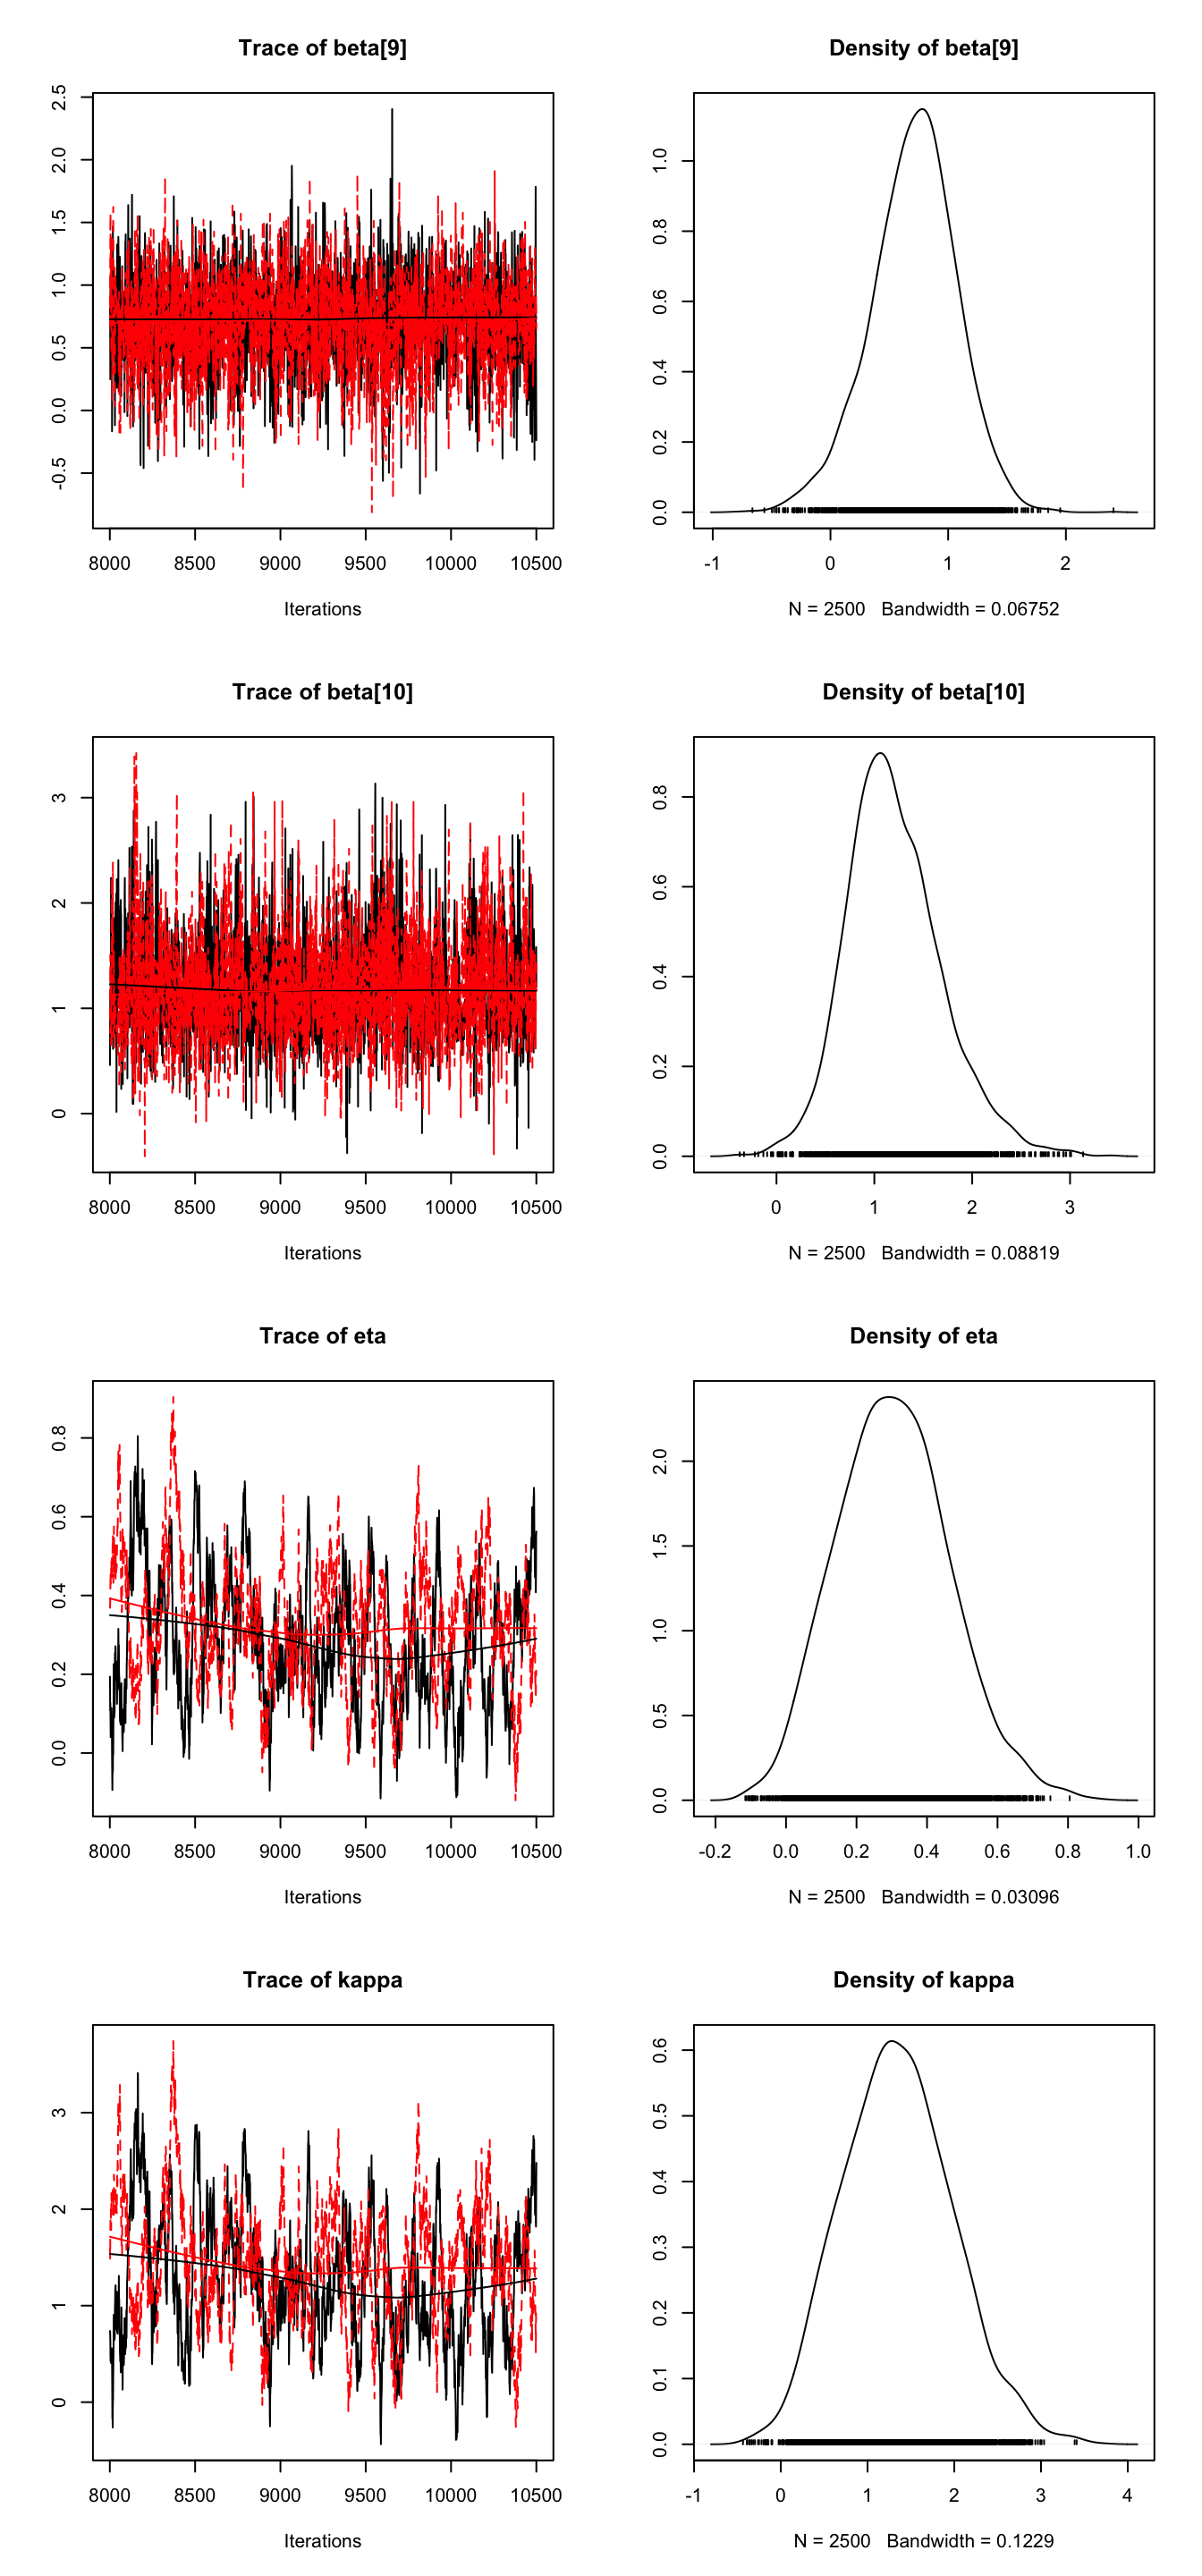 Trace of beta[9]
2.5
2.0
1.5
1.0
0.5
0.0
-0.5
8000 8500 9000 9500 10000 10500
Iterations
Density of beta[9]
1.0
0.8
0.6
0.4
0.2
0.0
-1 0 1 2
N = 2500 Bandwidth = 0.06752
Trace of beta[10]
3
2
1
0
8000 8500 9000 9500 10000 10500
Iterations
Density of beta[10]
0.8
0.6
0.4
0.2
0.0
0 1 2 3
N = 2500 Bandwidth = 0.08819
Trace of eta
0.8
0.6
0.4
0.2
0.0
8000 8500 9000 9500 10000 10500
Iterations
Density of eta
2.0
1.5
1.0
0.5
0.0
-0.2 0.0 0.2 0.4 0.6 0.8 1.0
N = 2500 Bandwidth = 0.03096
Trace of kappa
3
2
1
0
8000 8500 9000 9500 10000 10500
Iterations
Density of kappa
0.6
0.5
0.4
0.3
0.2
0.1
0.0
-1 0 1 2 3 4
N = 2500 Bandwidth = 0.1229